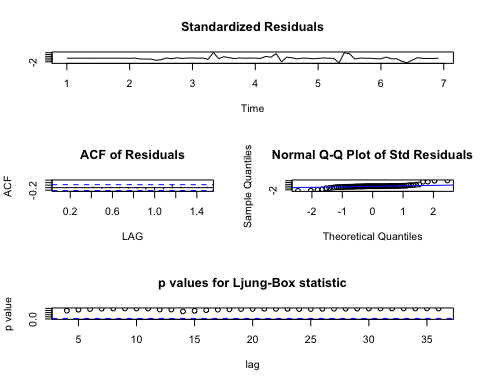 Standardized Residuals
-2
1 2 3 4 5 6 7
Time
ACF of Residuals
Normal Q-Q Plot of Std Residuals
ACF
-0.2
Sample Quantiles
-2
0.2 0.6 1.0 1.4
-2 -1 0 1 2
LAG
Theoretical Quantiles
p values for Ljung-Box statistic
p value
0.0
5 10 15 20 25 30 35
lag